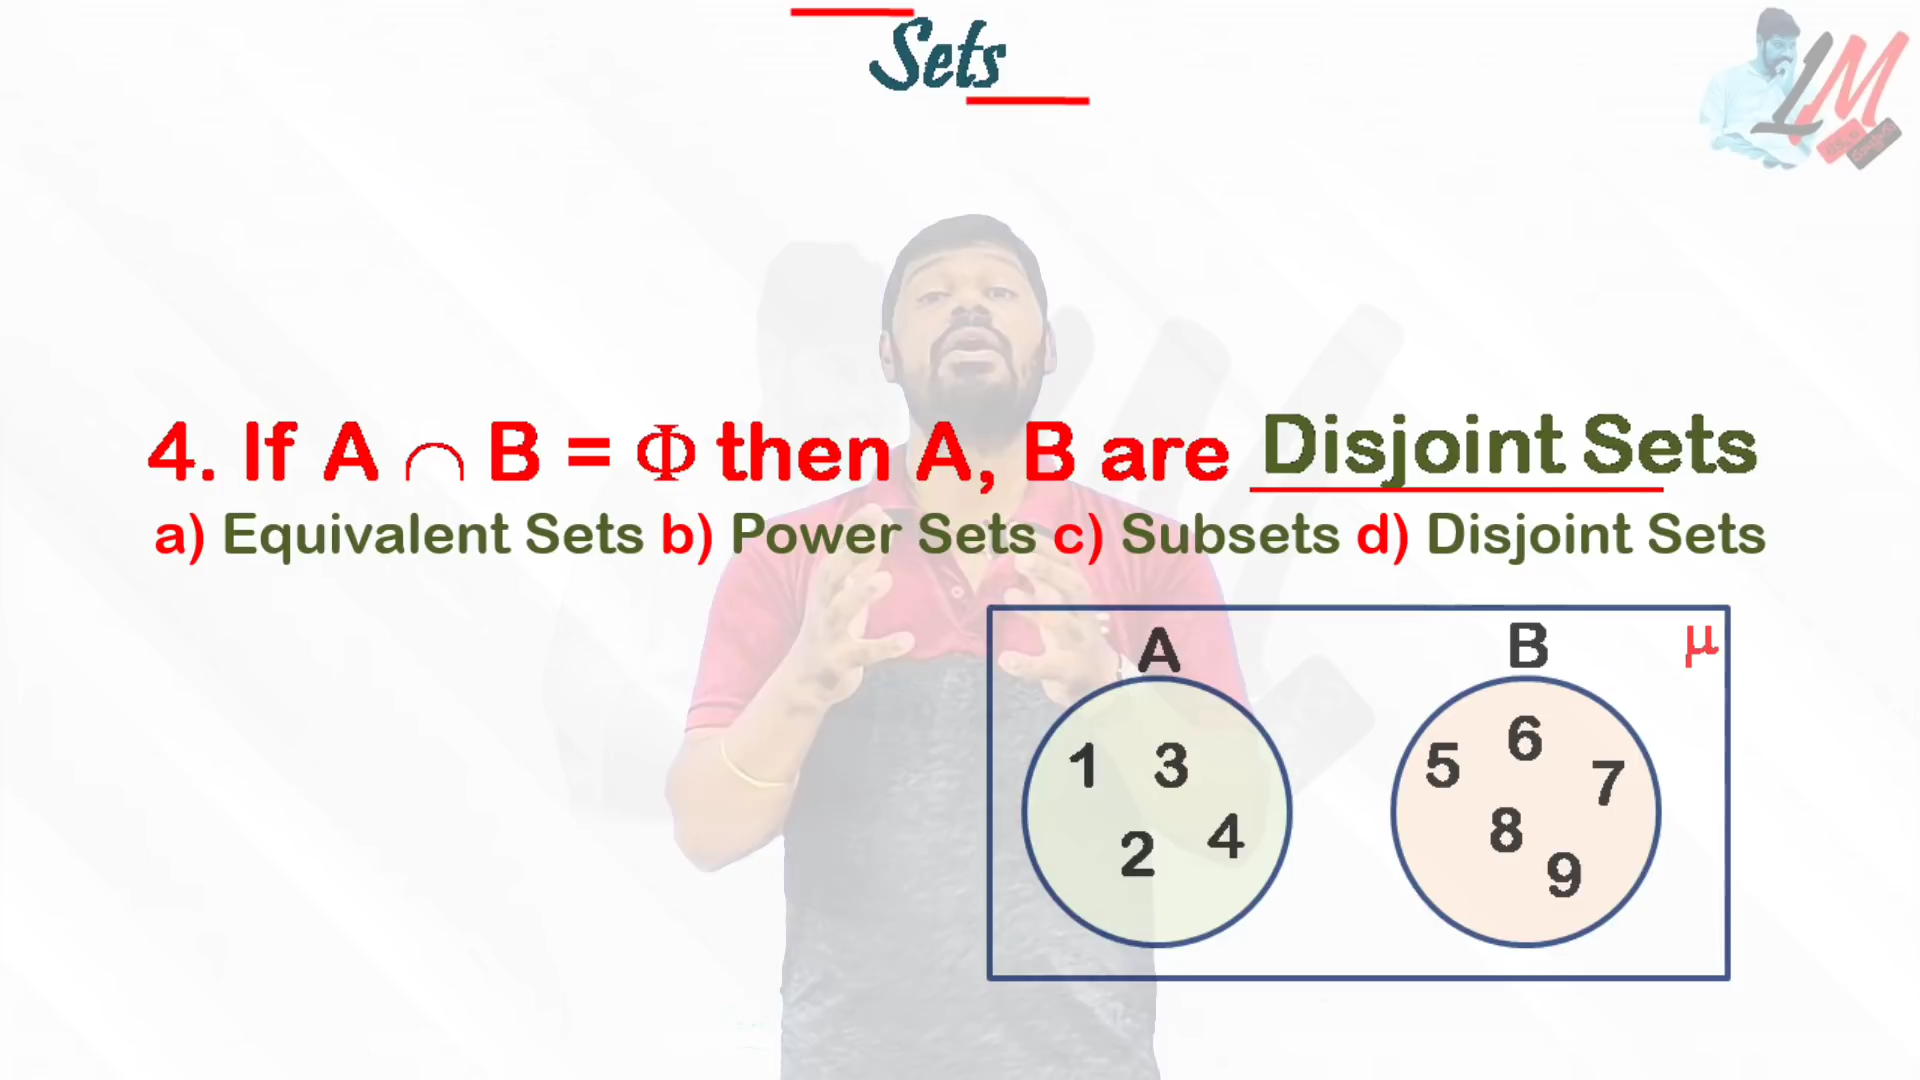 Sets
LM
4. If A ∩ B = Φ then A, B are Disjoint Sets
a) Equivalent Sets b) Power Sets c) Subsets d) Disjoint Sets
A B μ
1 3 2 4
5 6 7 8 9